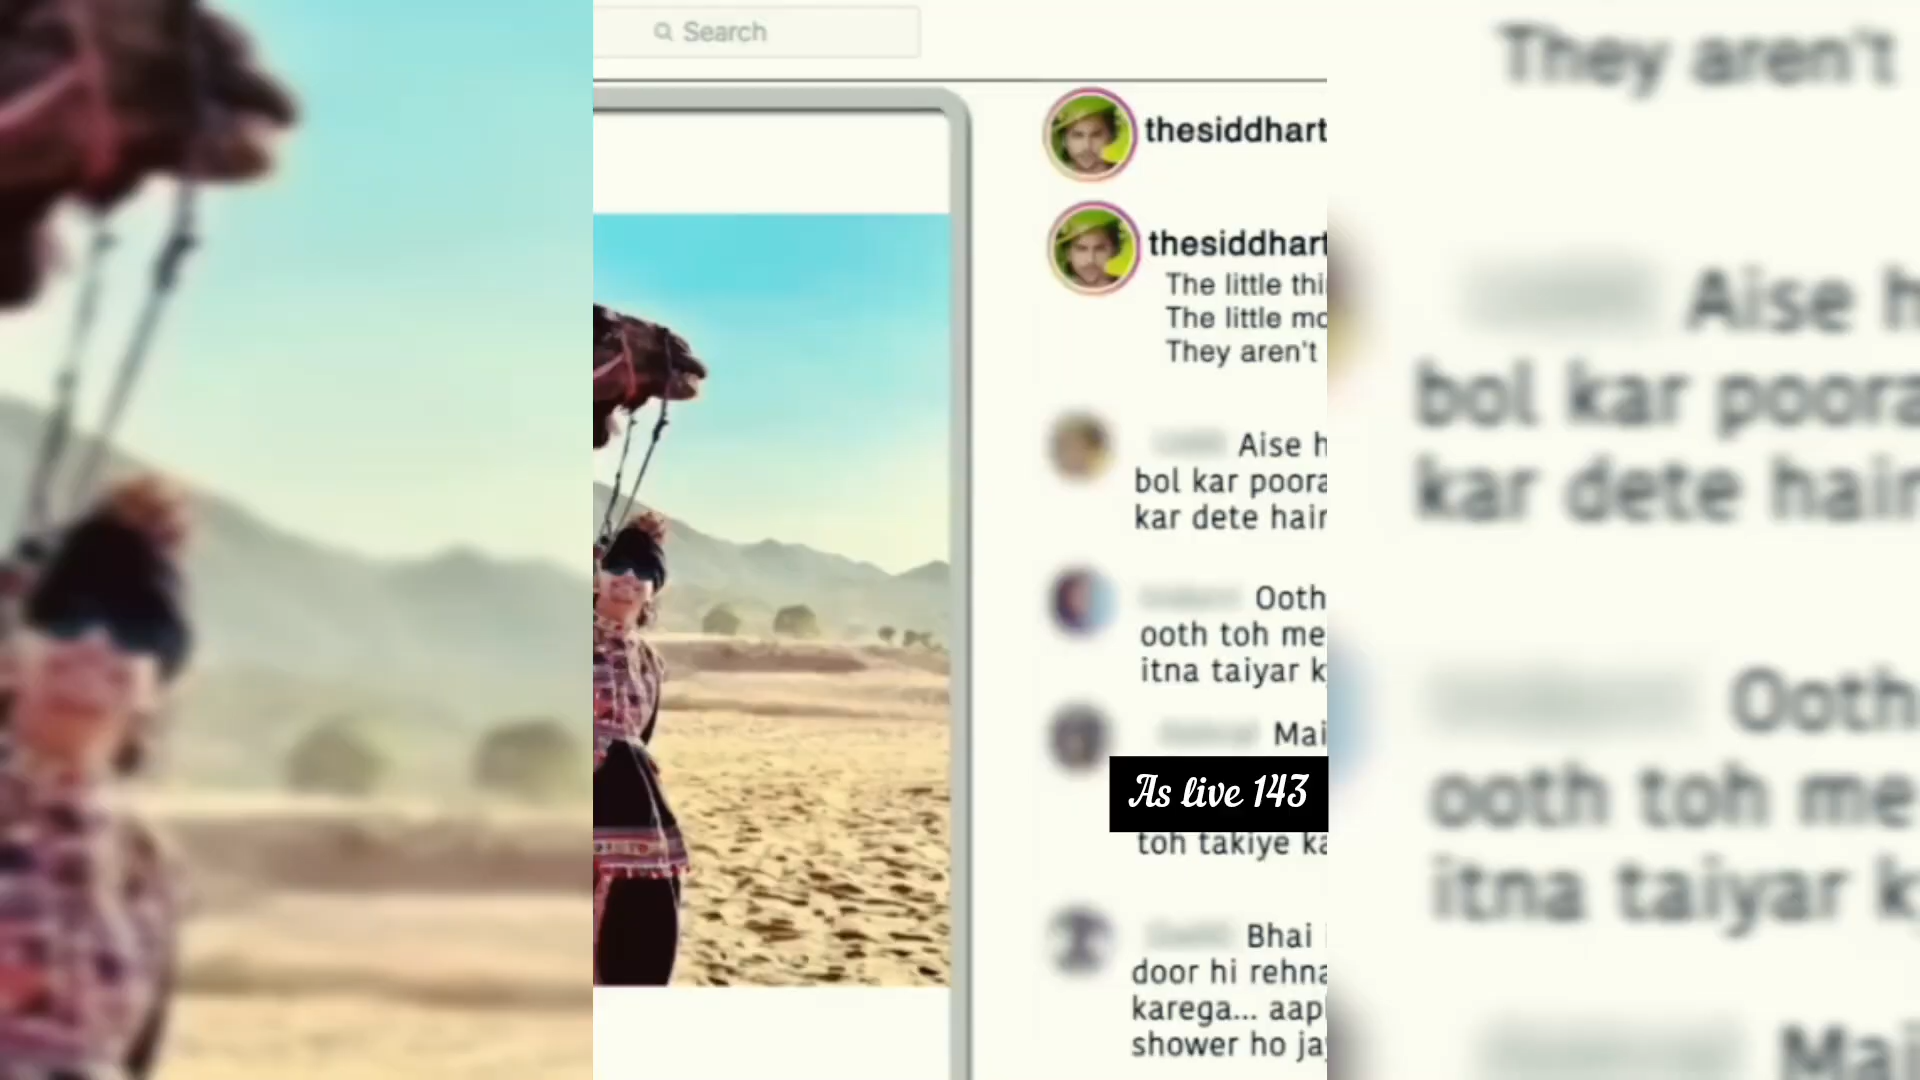 Search
thesiddhart
thesiddhart
The little thi
The little mo
They aren't
Aise h
bol kar poora
kar dete hain
Ooth
ooth toh me
itna taiyar k
Mai
As live 143
toh takiye ka
Bhai
door hi rehna
karega... aap
shower ho ja
They aren't
Aise h
bol kar poora
kar dete hain
Ooth
ooth toh me
itna taiyar k
Mai